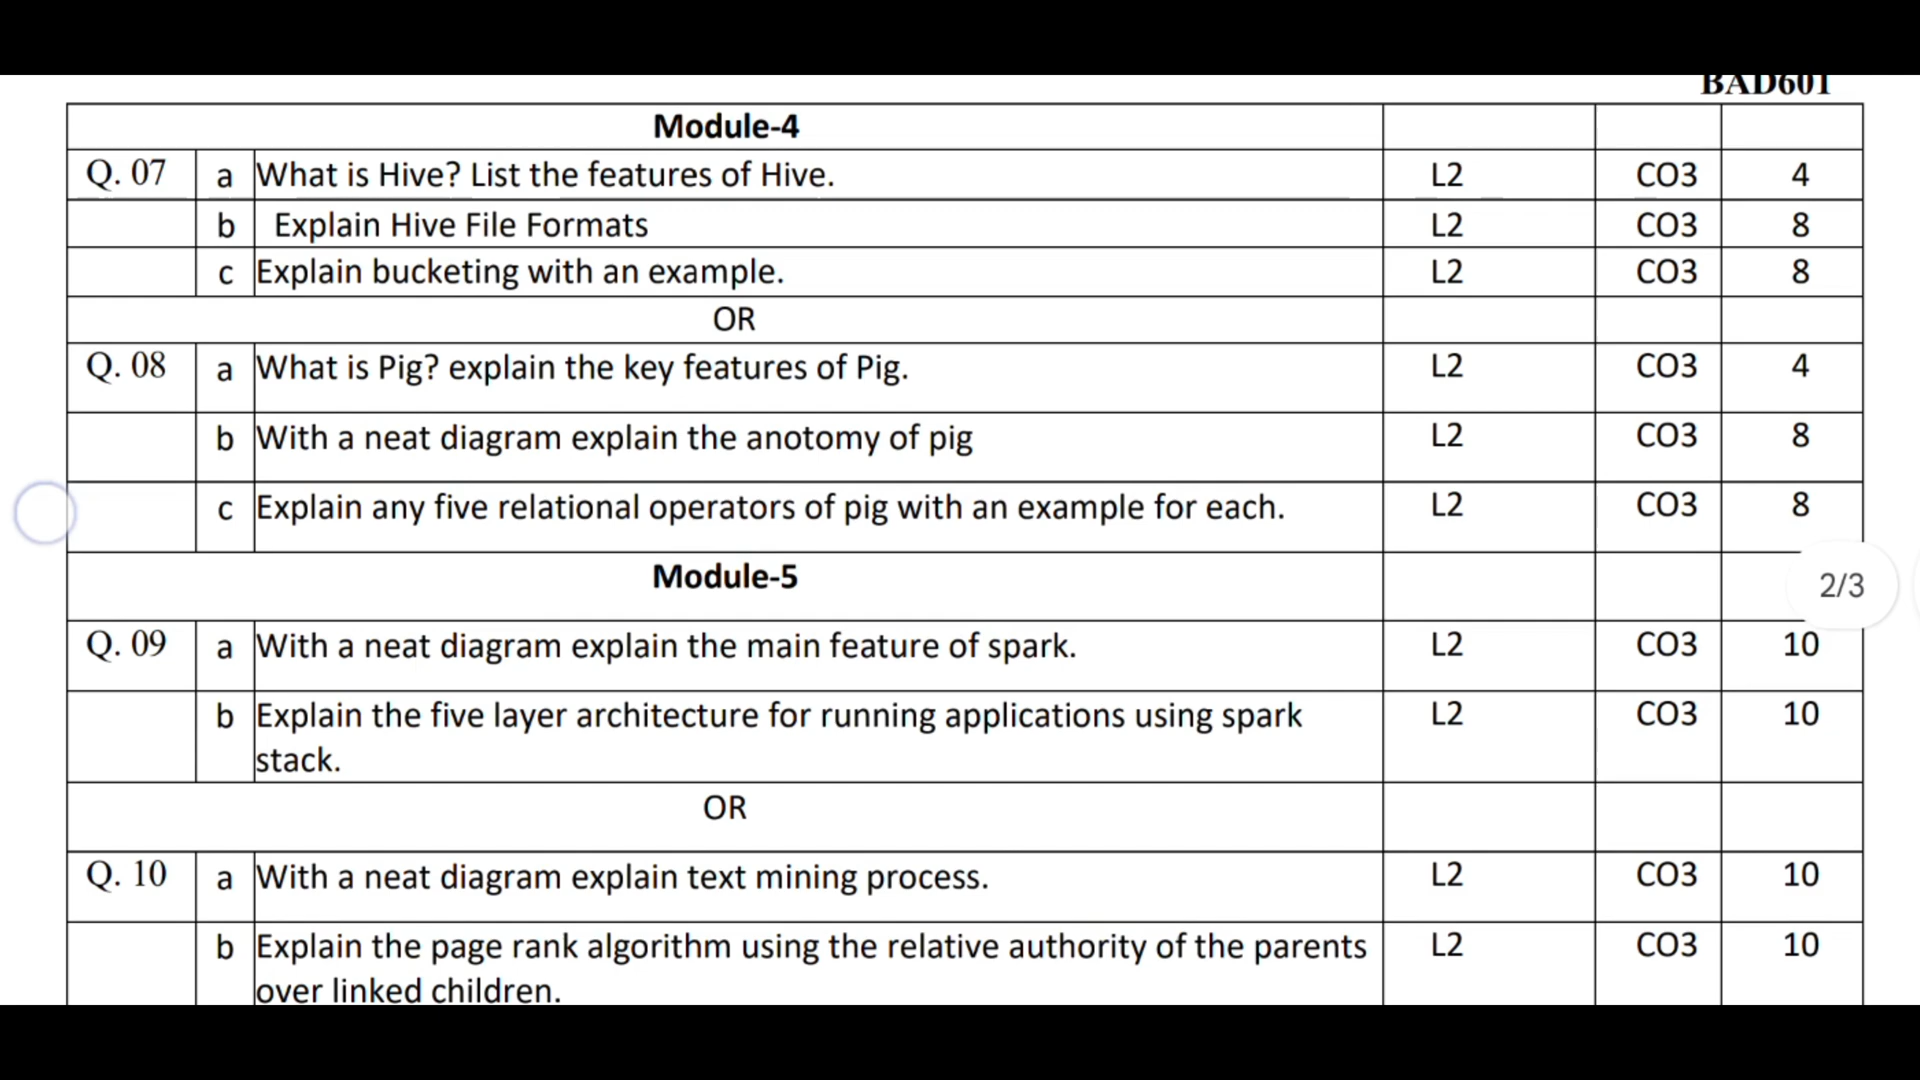 BAD601
Module-4
Q. 07 a What is Hive? List the features of Hive. L2 CO3 4
b Explain Hive File Formats L2 CO3 8
c Explain bucketing with an example. L2 CO3 8
OR
Q. 08 a What is Pig? explain the key features of Pig. L2 CO3 4
b With a neat diagram explain the anotomy of pig L2 CO3 8
c Explain any five relational operators of pig with an example for each. L2 CO3 8
Module-5
2/3
Q. 09 a With a neat diagram explain the main feature of spark. L2 CO3 10
b Explain the five layer architecture for running applications using spark L2 CO3 10
stack.
OR
Q. 10 a With a neat diagram explain text mining process. L2 CO3 10
b Explain the page rank algorithm using the relative authority of the parents L2 CO3 10
over linked children.